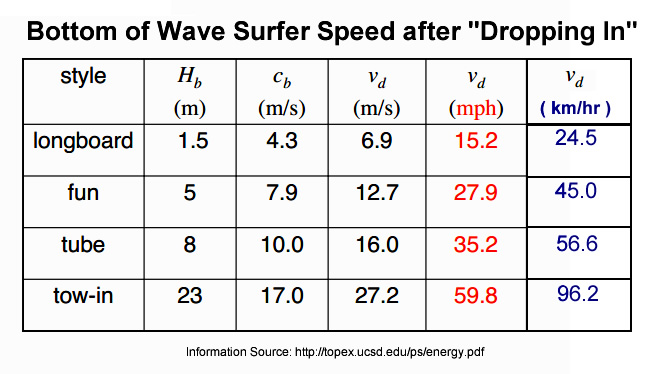 Bottom of Wave Surfer Speed after "Dropping In"
style H_b c_b v_d v_d v_d
(m) (m/s) (m/s) (mph) ( km/hr )
longboard 1.5 4.3 6.9 15.2 24.5
fun 5 7.9 12.7 27.9 45.0
tube 8 10.0 16.0 35.2 56.6
tow-in 23 17.0 27.2 59.8 96.2
Information Source: http://topex.ucsd.edu/ps/energy.pdf